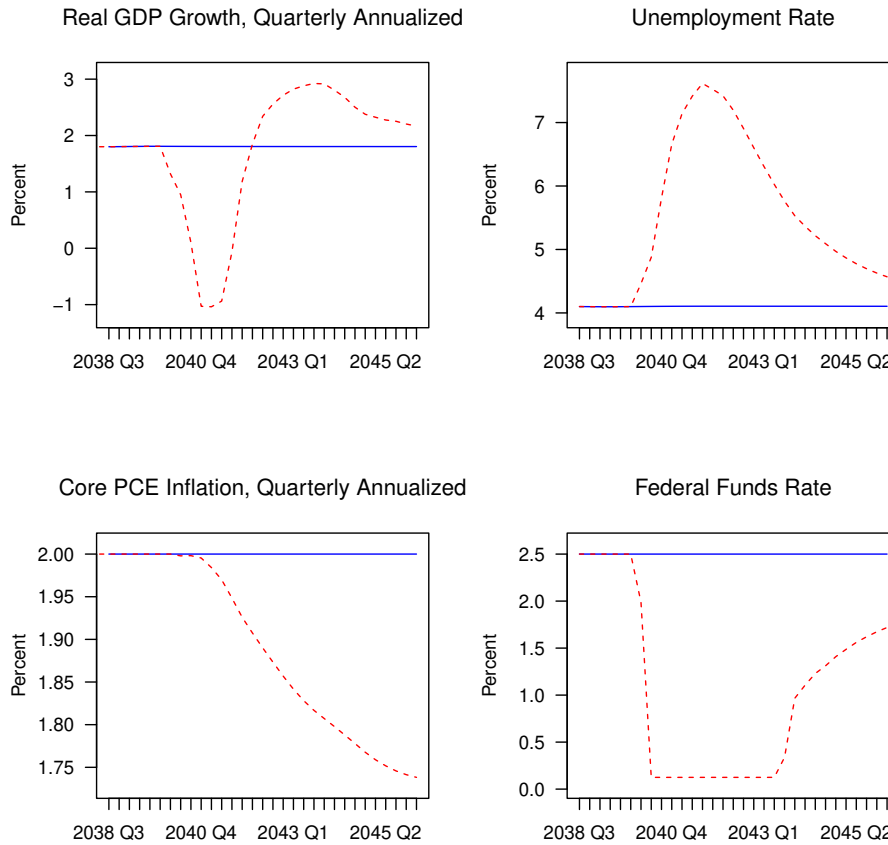 Real GDP Growth, Quarterly Annualized
Percent
3
2
1
0
−1
2038 Q3 2040 Q4 2043 Q1 2045 Q2
Unemployment Rate
Percent
7
6
5
4
2038 Q3 2040 Q4 2043 Q1 2045 Q2
Core PCE Inflation, Quarterly Annualized
Percent
2.00
1.95
1.90
1.85
1.80
1.75
2038 Q3 2040 Q4 2043 Q1 2045 Q2
Federal Funds Rate
Percent
2.5
2.0
1.5
1.0
0.5
0.0
2038 Q3 2040 Q4 2043 Q1 2045 Q2